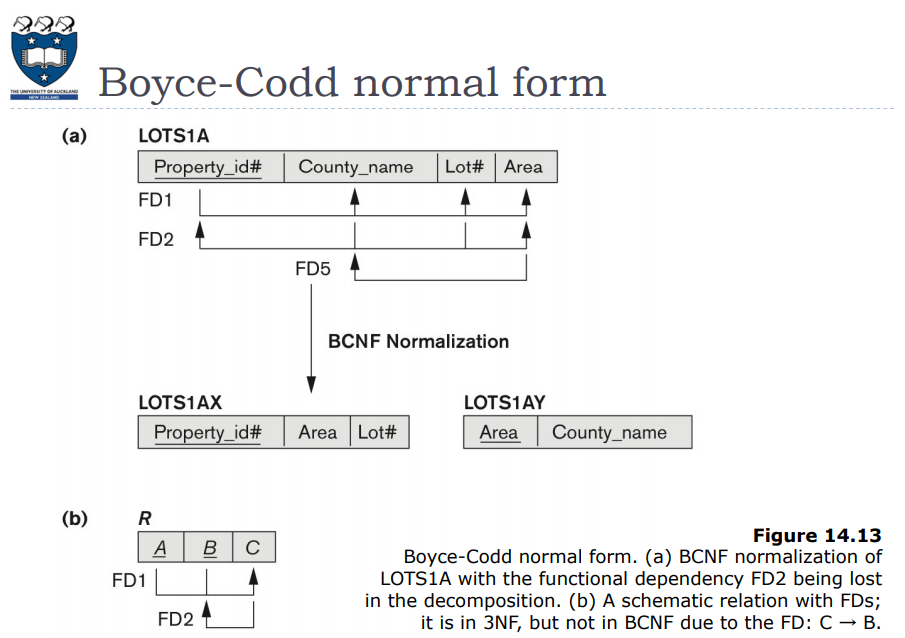 THE UNIVERSITY OF AUCKLAND
NEW ZEALAND
Boyce-Codd normal form
(a)
LOTS1A
Property_id# County_name Lot# Area
FD1
FD2
FD5
BCNF Normalization
LOTS1AX
Property_id# Area Lot#
LOTS1AY
Area County_name
(b)
R
A B C
FD1
FD2
Figure 14.13
Boyce-Codd normal form. (a) BCNF normalization of
LOTS1A with the functional dependency FD2 being lost
in the decomposition. (b) A schematic relation with FDs;
it is in 3NF, but not in BCNF due to the FD: C → B.